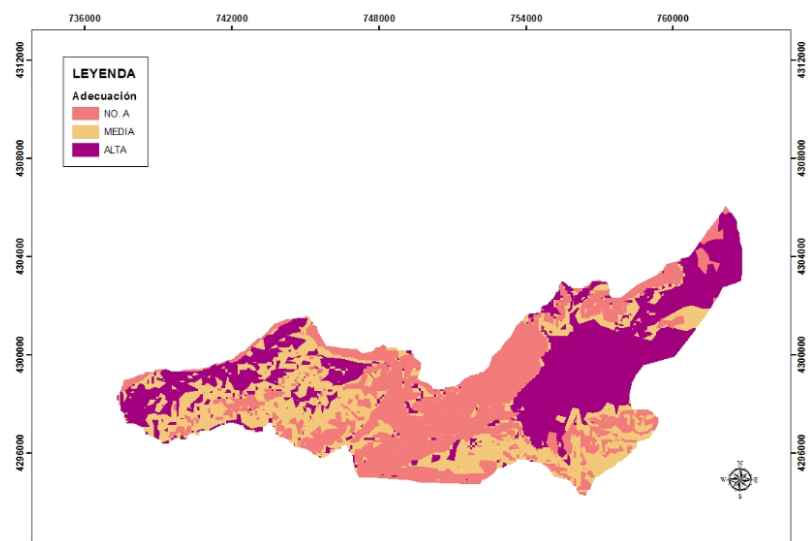 736000 742000 748000 754000 760000
4312000 4312000
LEYENDA
Adecuación
NO. A
MEDIA
ALTA
4308000 4308000
4304000 4304000
4300000 4300000
4296000 4296000
N
W E
S